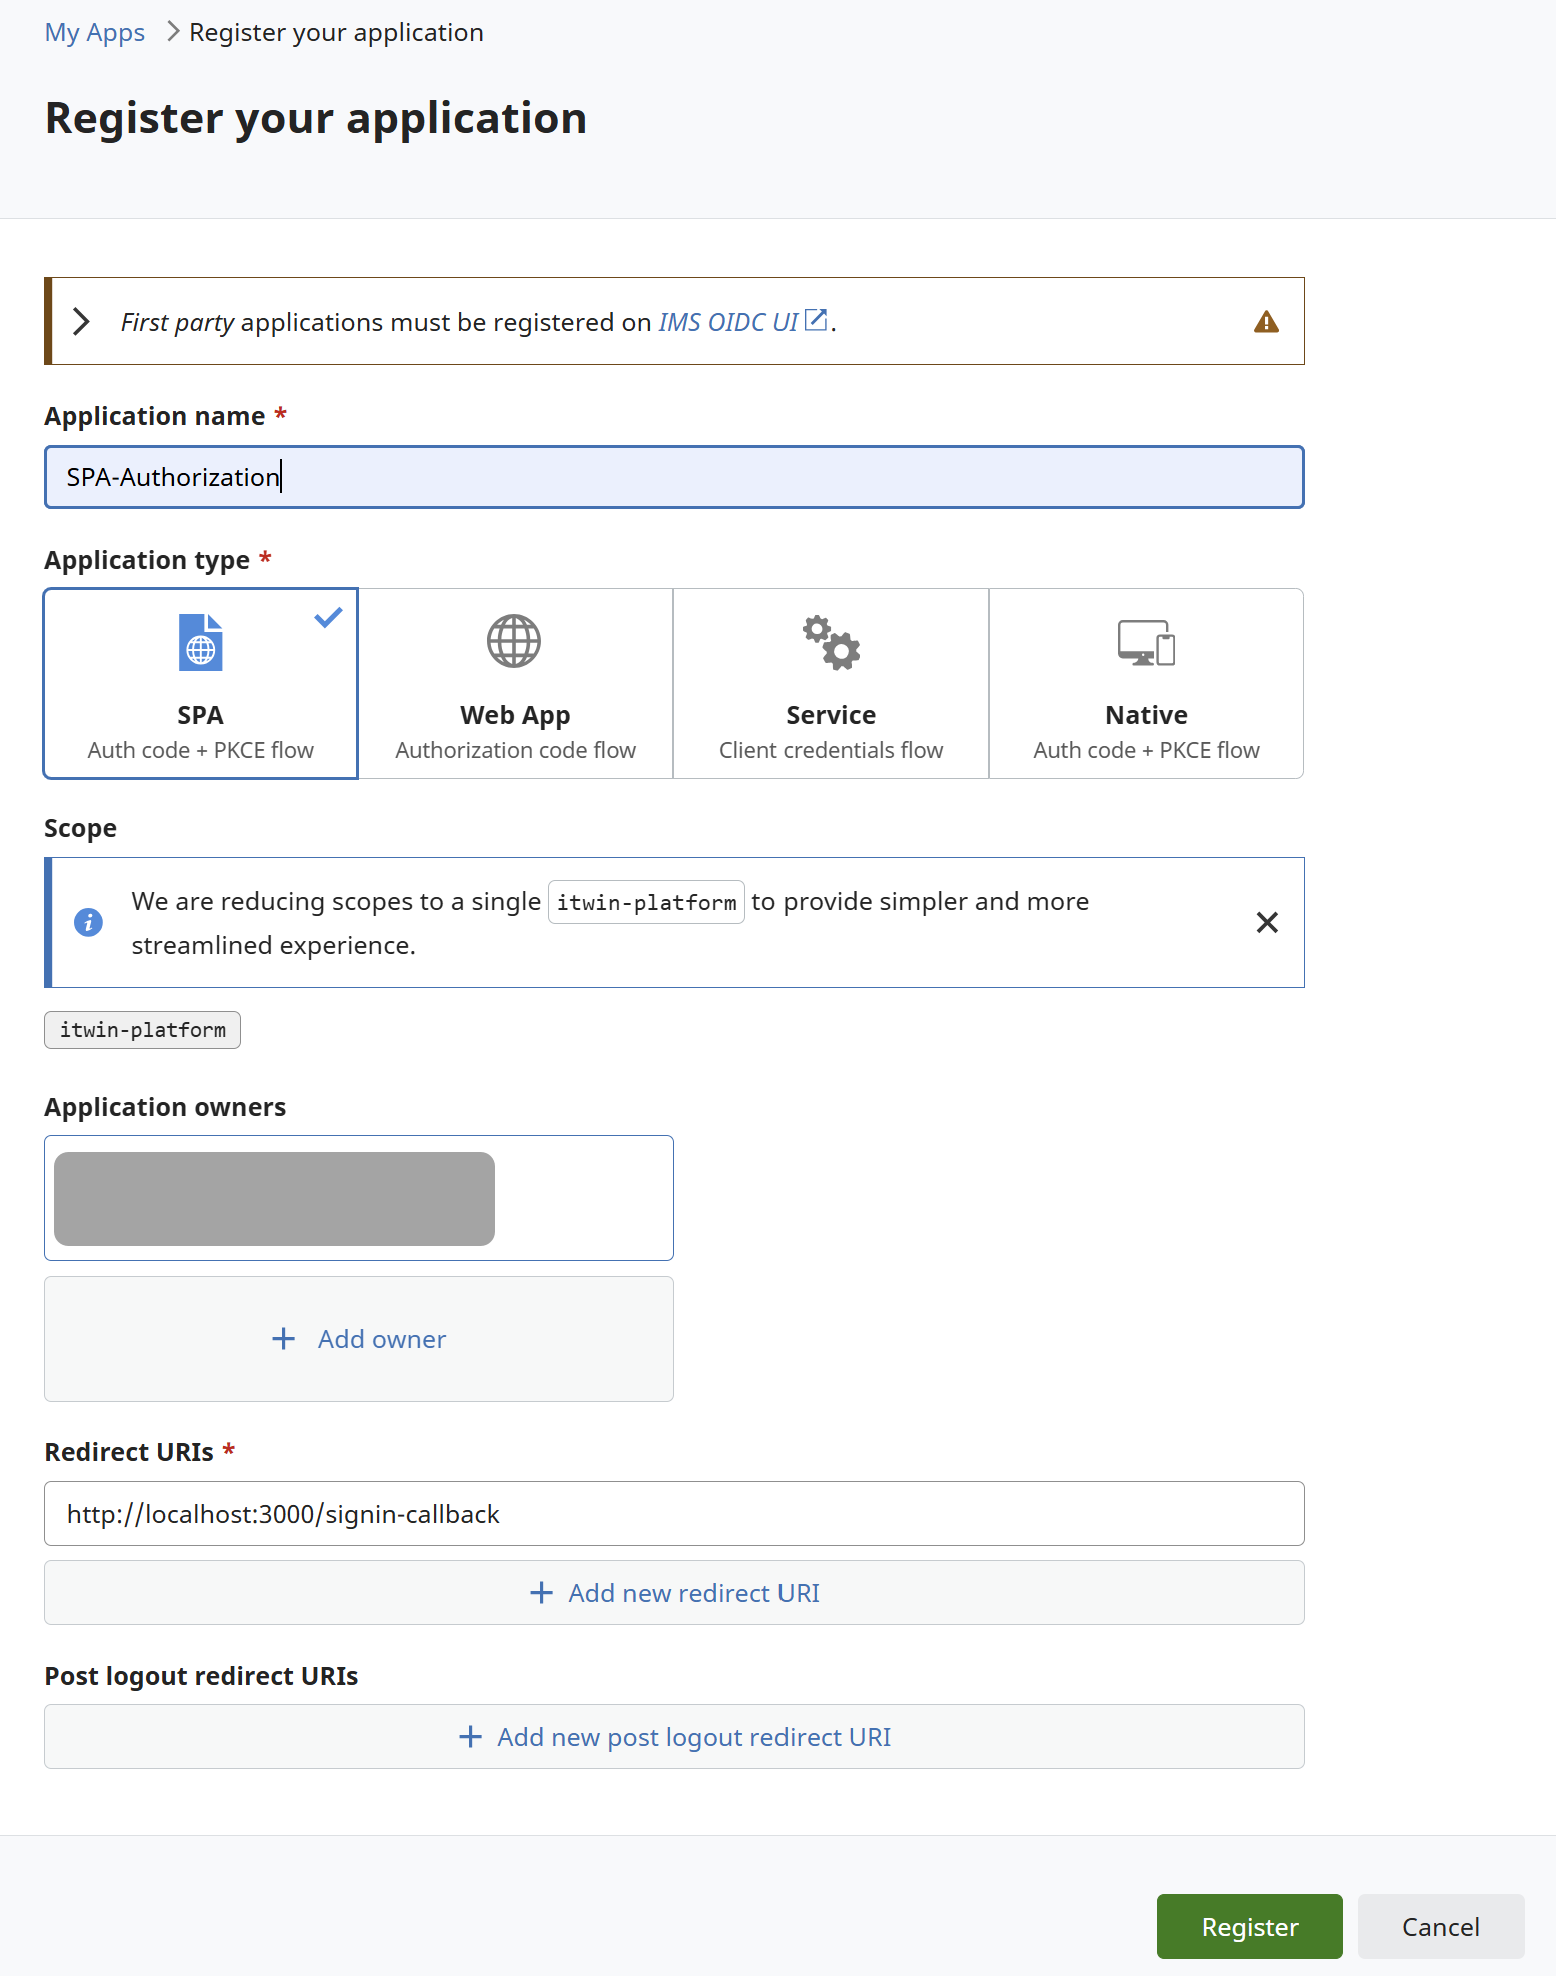 My Apps > Register your application
Register your application
First party applications must be registered on IMS OIDC UI.
Application name *
SPA-Authorization
Application type *
SPA
Auth code + PKCE flow
Web App
Authorization code flow
Service
Client credentials flow
Native
Auth code + PKCE flow
Scope
We are reducing scopes to a single itwin-platform to provide simpler and more
streamlined experience.
itwin-platform
Application owners
+ Add owner
Redirect URIs *
http://localhost:3000/signin-callback
+ Add new redirect URI
Post logout redirect URIs
+ Add new post logout redirect URI
Register
Cancel